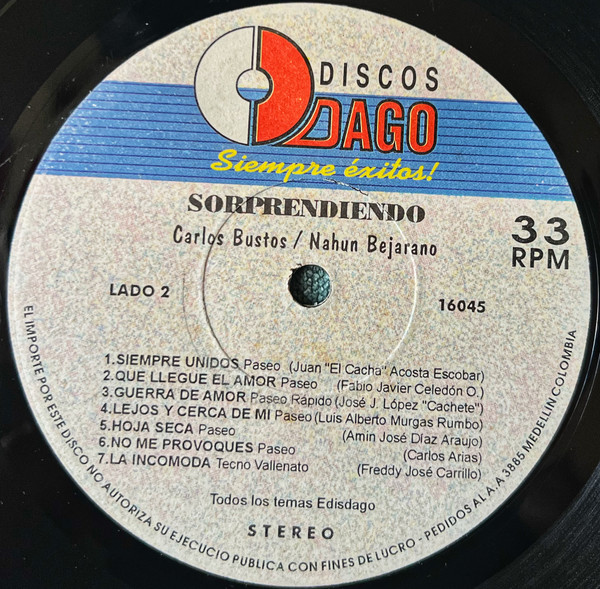 DISCOS
DAGO
Siempre éxitos!
SORPRENDIENDO
Carlos Bustos / Nahun Bejarano
33
RPM
LADO 2
16045
1.SIEMPRE UNIDOS Paseo (Juan "El Cacha" Acosta Escobar)
2.QUE LLEGUE EL AMOR Paseo (Fabio Javier Celedón O.)
3.GUERRA DE AMOR Paseo Rápido (José J. López "Cachete")
4.LEJOS Y CERCA DE MI Paseo (Luis Alberto Murgas Rumbo)
5.HOJA SECA Paseo (Amin José Díaz Araujo)
6.NO ME PROVOQUES Paseo (Carlos Arias)
7.LA INCOMODA Tecno Vallenato (Freddy José Carrillo)
Todos los temas Edisdago
STEREO
EL IMPORTE POR ESTE DISCO NO AUTORIZA SU EJECUCIO PUBLICA CON FINES DE LUCRO - PEDIDOS AL A.A 3865 MEDELLIN COLOMBIA